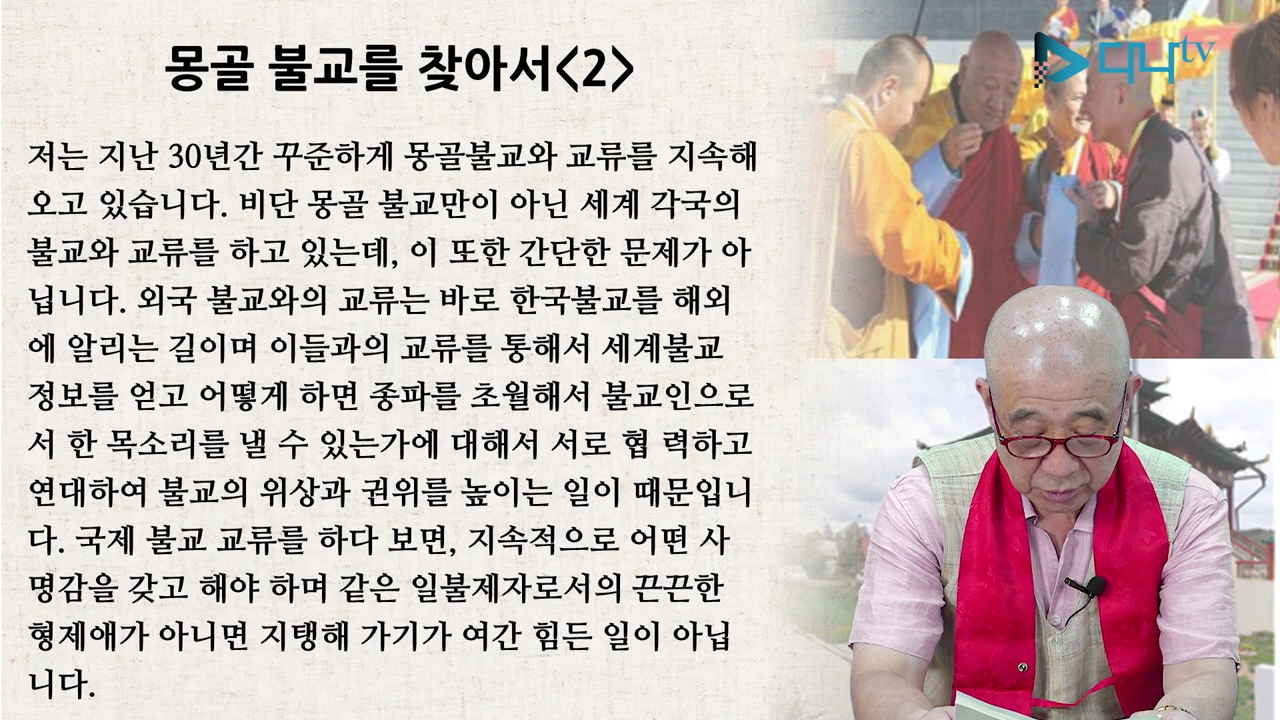 몽골 불교를 찾아서<2>
저는 지난 30년간 꾸준하게 몽골불교와 교류를 지속해
오고 있습니다. 비단 몽골 불교만이 아닌 세계 각국의
불교와 교류를 하고 있는데, 이 또한 간단한 문제가 아
닙니다. 외국 불교와의 교류는 바로 한국불교를 해외
에 알리는 길이며 이들과의 교류를 통해서 세계불교
정보를 얻고 어떻게 하면 종파를 초월해서 불교인으로
서 한 목소리를 낼 수 있는가에 대해서 서로 협 력하고
연대하여 불교의 위상과 권위를 높이는 일이 때문입니
다. 국제 불교 교류를 하다 보면, 지속적으로 어떤 사
명감을 갖고 해야 하며 같은 일불제자로서의 끈끈한
형제애가 아니면 지탱해 가기가 여간 힘든 일이 아닙
니다.
tv